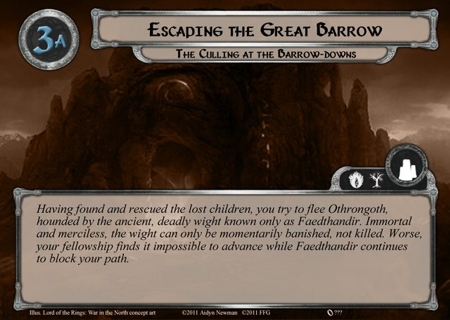 3A
Escaping the Great Barrow
The Culling at the Barrow-downs
Having found and rescued the lost children, you try to flee Othrongoth,
hounded by the ancient, deadly wight known only as Faedthandir. Immortal
and merciless, the wight can only be momentarily banished, not killed. Worse,
your fellowship finds it impossible to advance while Faedthandir continues
to block your path.
Illus. Lord of the Rings: War in the North concept art
©2011 Aidyn Newman ©2011 FFG
???